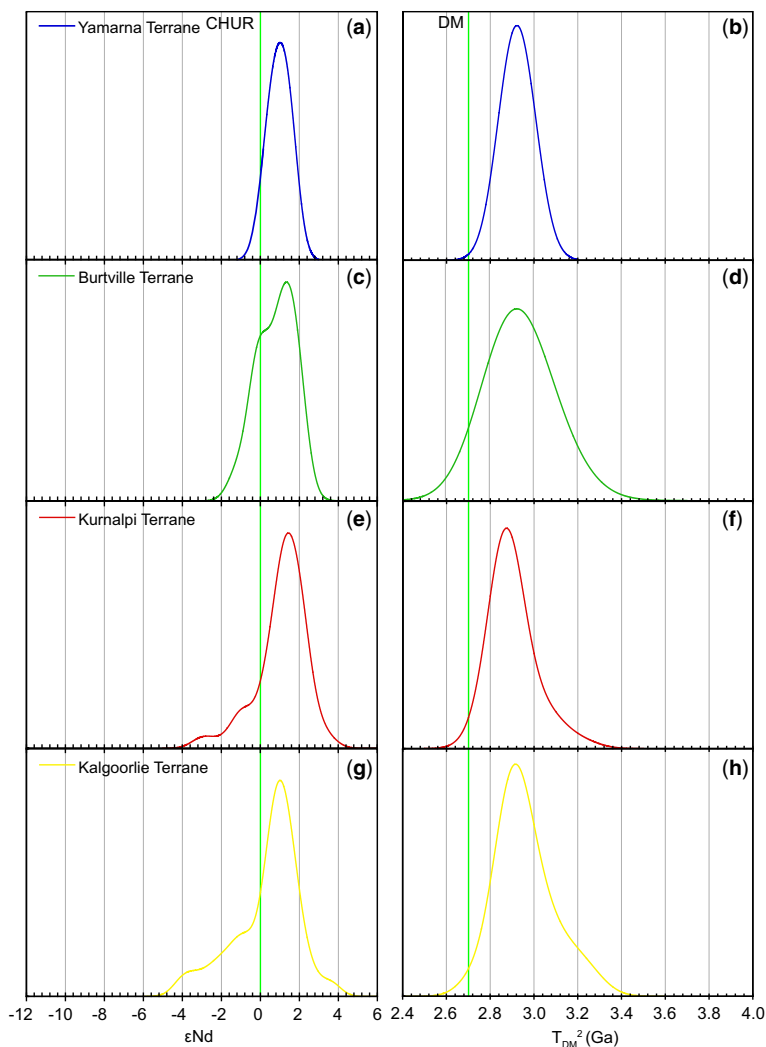 Yamarna Terrane
CHUR
(a)
DM
(b)
Burtville Terrane
(c)
(d)
Kurnalpi Terrane
(e)
(f)
Kalgoorlie Terrane
(g)
(h)
-12 -10 -8 -6 -4 -2 0 2 4 6
2.4 2.6 2.8 3.0 3.2 3.4 3.6 3.8 4.0
εNd
T_DM² (Ga)